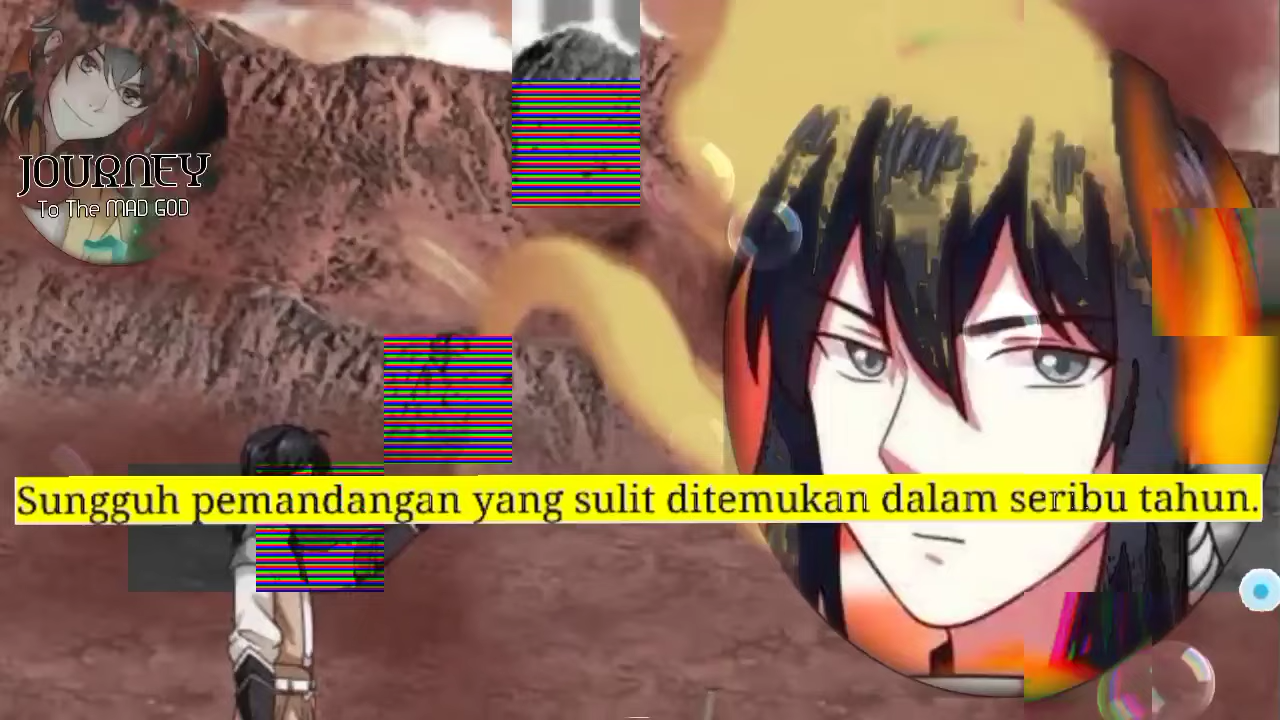 JOURNEY
To The MAD GOD
Sungguh pemandangan yang sulit ditemukan dalam seribu tahun.